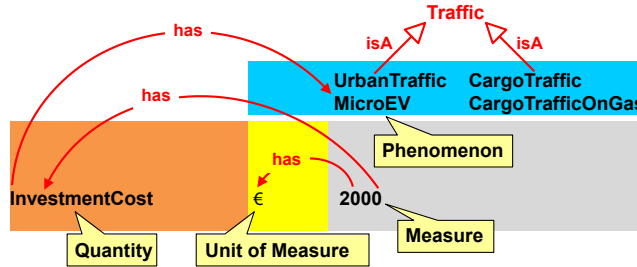 Traffic
has
isA
isA
UrbanTraffic CargoTraffic
MicroEV CargoTrafficOnGas
has
Phenomenon
has
InvestmentCost € 2000
Quantity Unit of Measure Measure